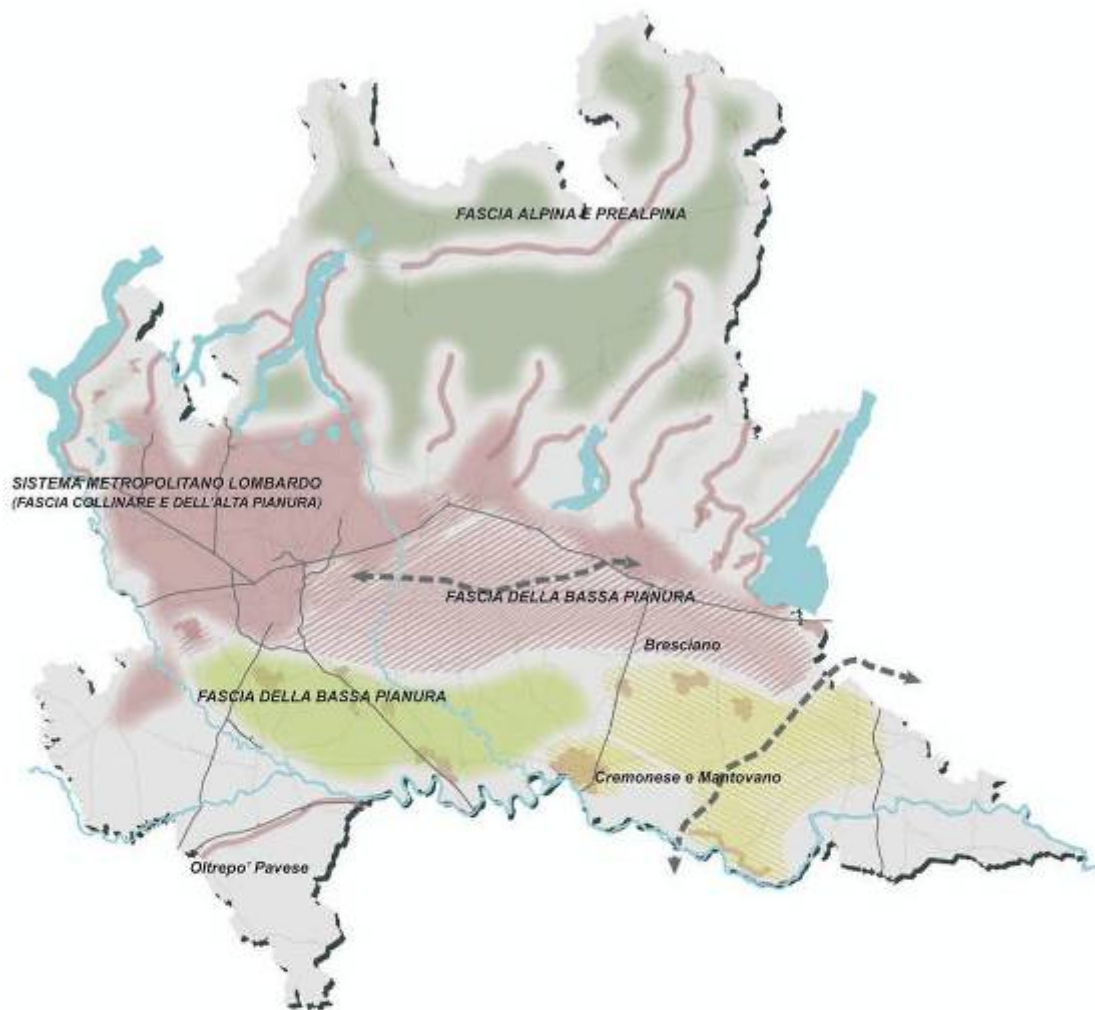 FASCIA ALPINA E PREALPINA
SISTEMA METROPOLITANO LOMBARDO
(FASCIA COLLINARE E DELL'ALTA PIANURA)
FASCIA DELLA BASSA PIANURA
Bresciano
FASCIA DELLA BASSA PIANURA
Cremonese e Mantovano
Oltrepo' Pavese